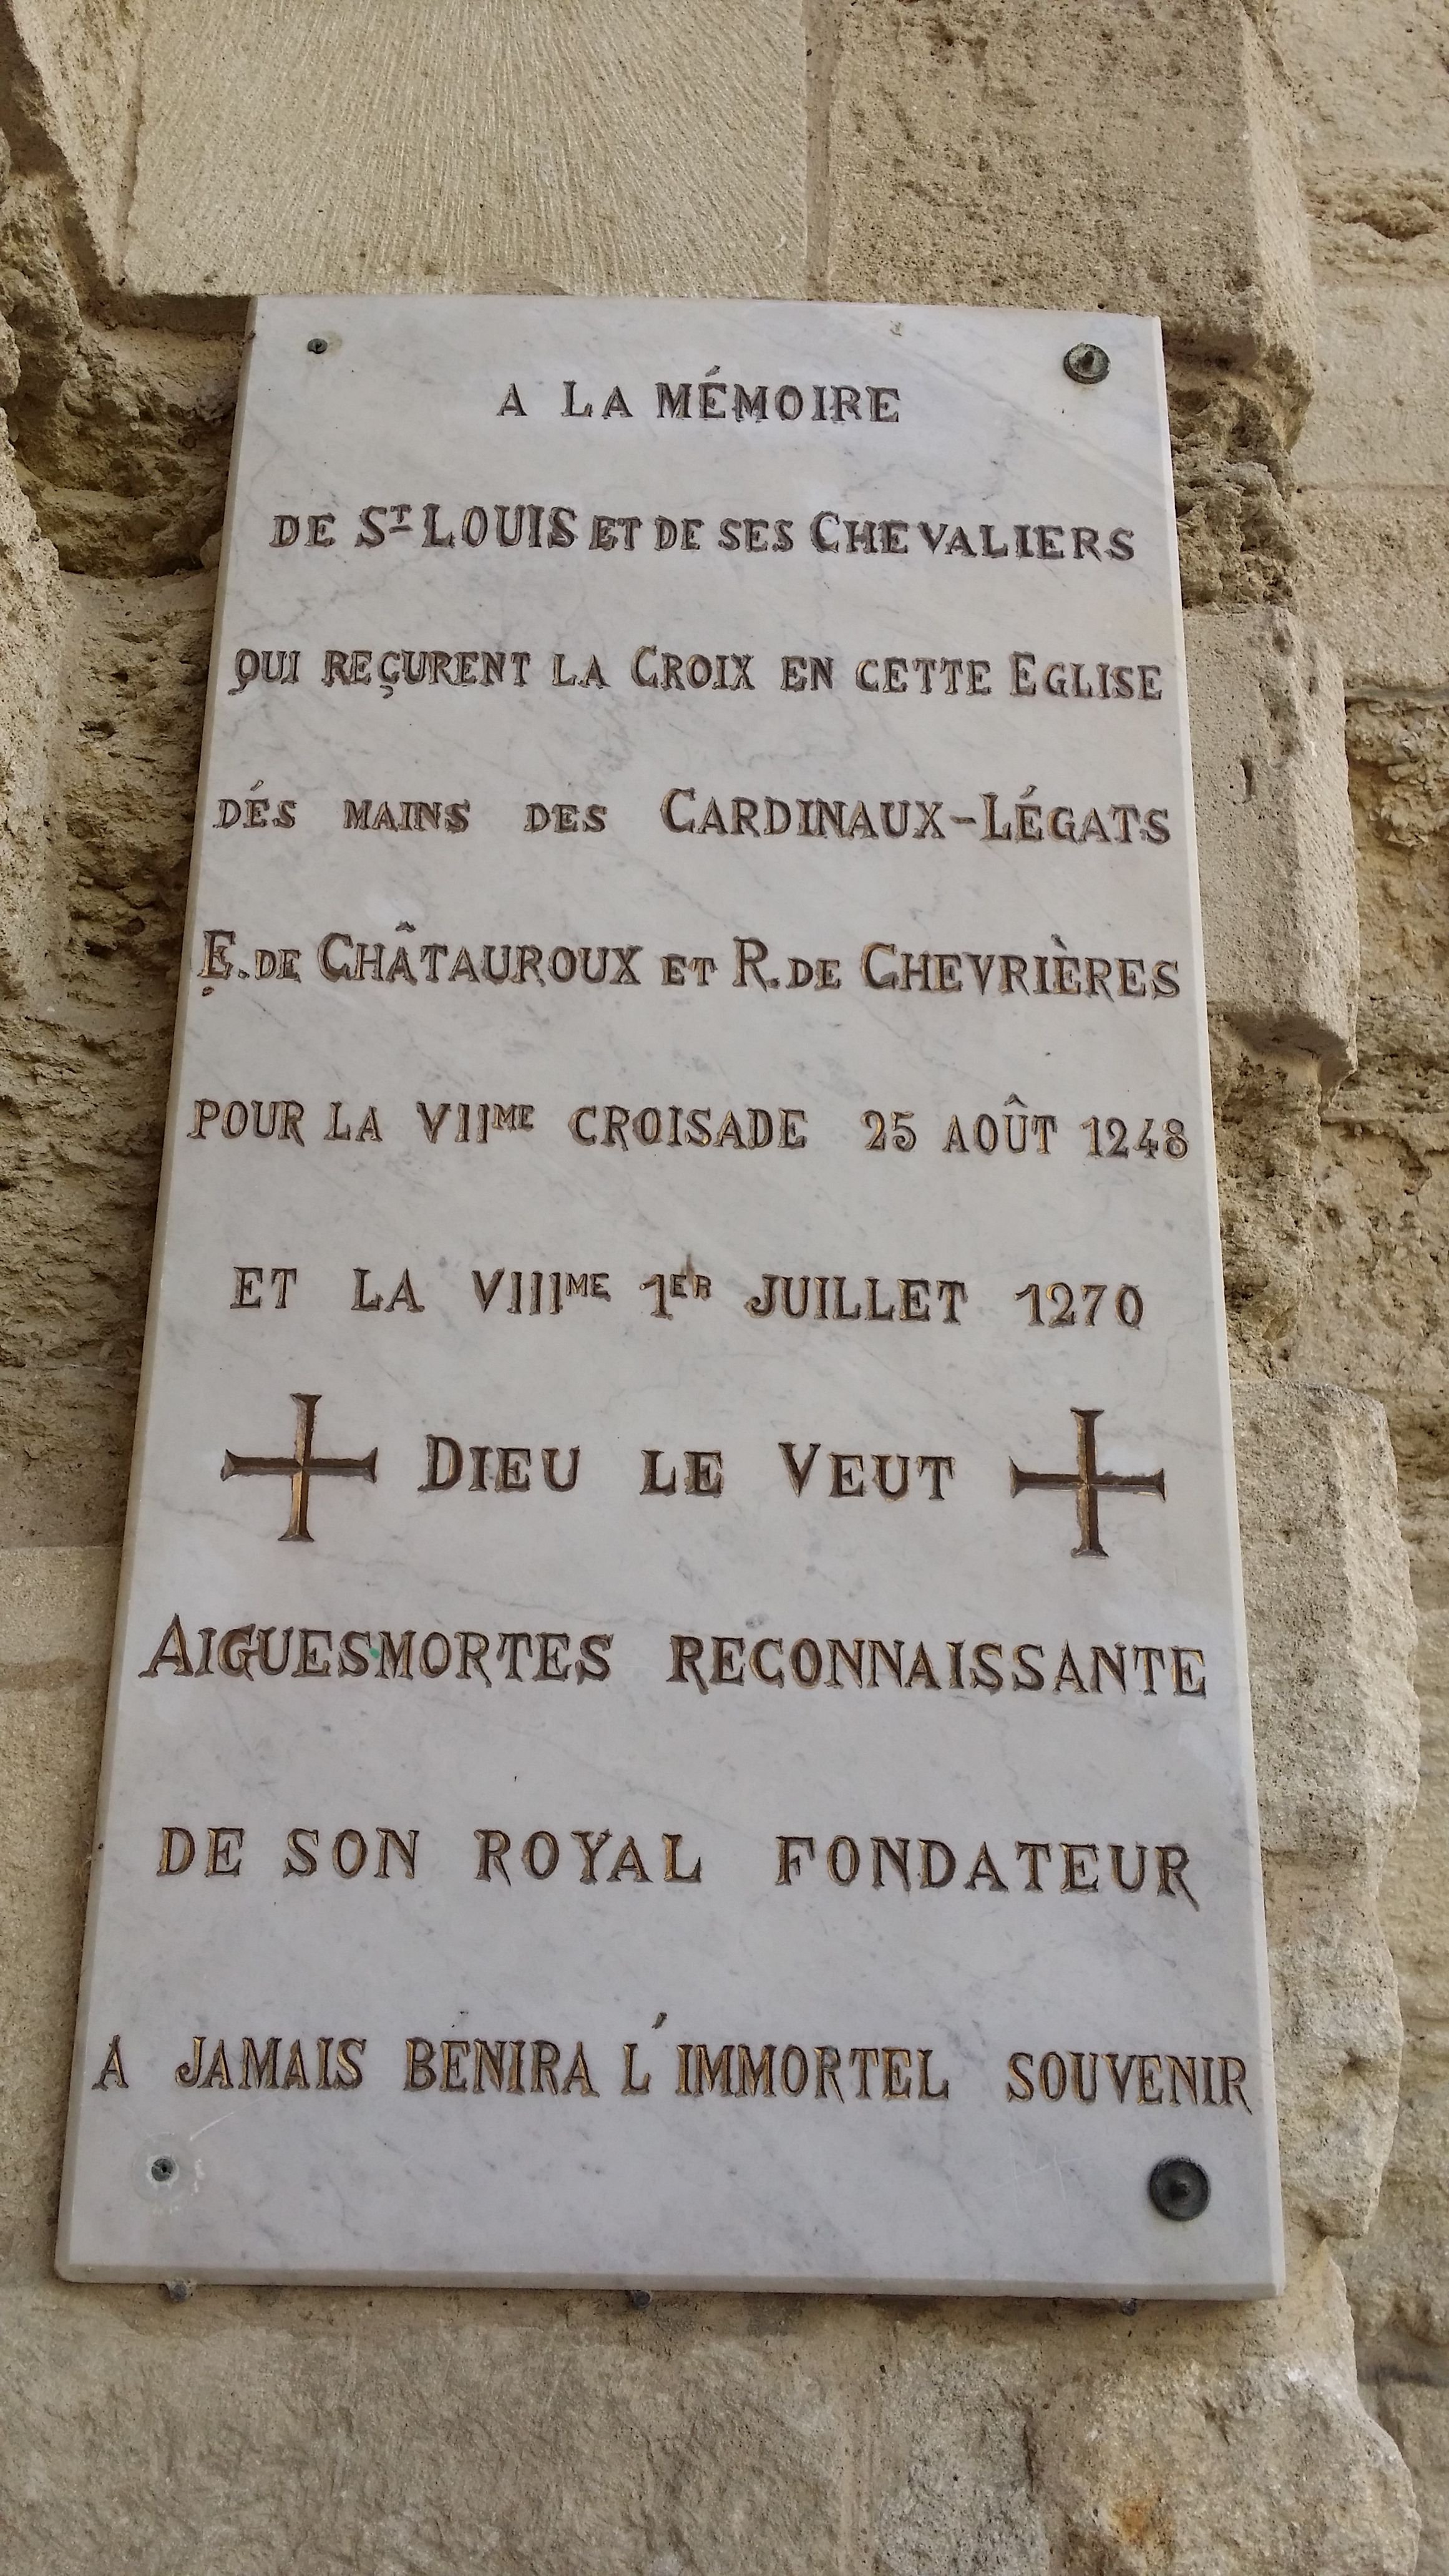 A LA MÉMOIRE
DE ST LOUIS ET DE SES CHEVALIERS
QUI REÇURENT LA CROIX EN CETTE EGLISE
DÉS MAINS DES CARDINAUX-LÉGATS
E. DE CHÂTAUROUX ET R. DE CHEVRIÈRES
POUR LA VIIME CROISADE 25 AOÛT 1248
ET LA VIIIME 1ER JUILLET 1270
DIEU LE VEUT
AIGUESMORTES RECONNAISSANTE
DE SON ROYAL FONDATEUR
A JAMAIS BÉNIRA L'IMMORTEL SOUVENIR